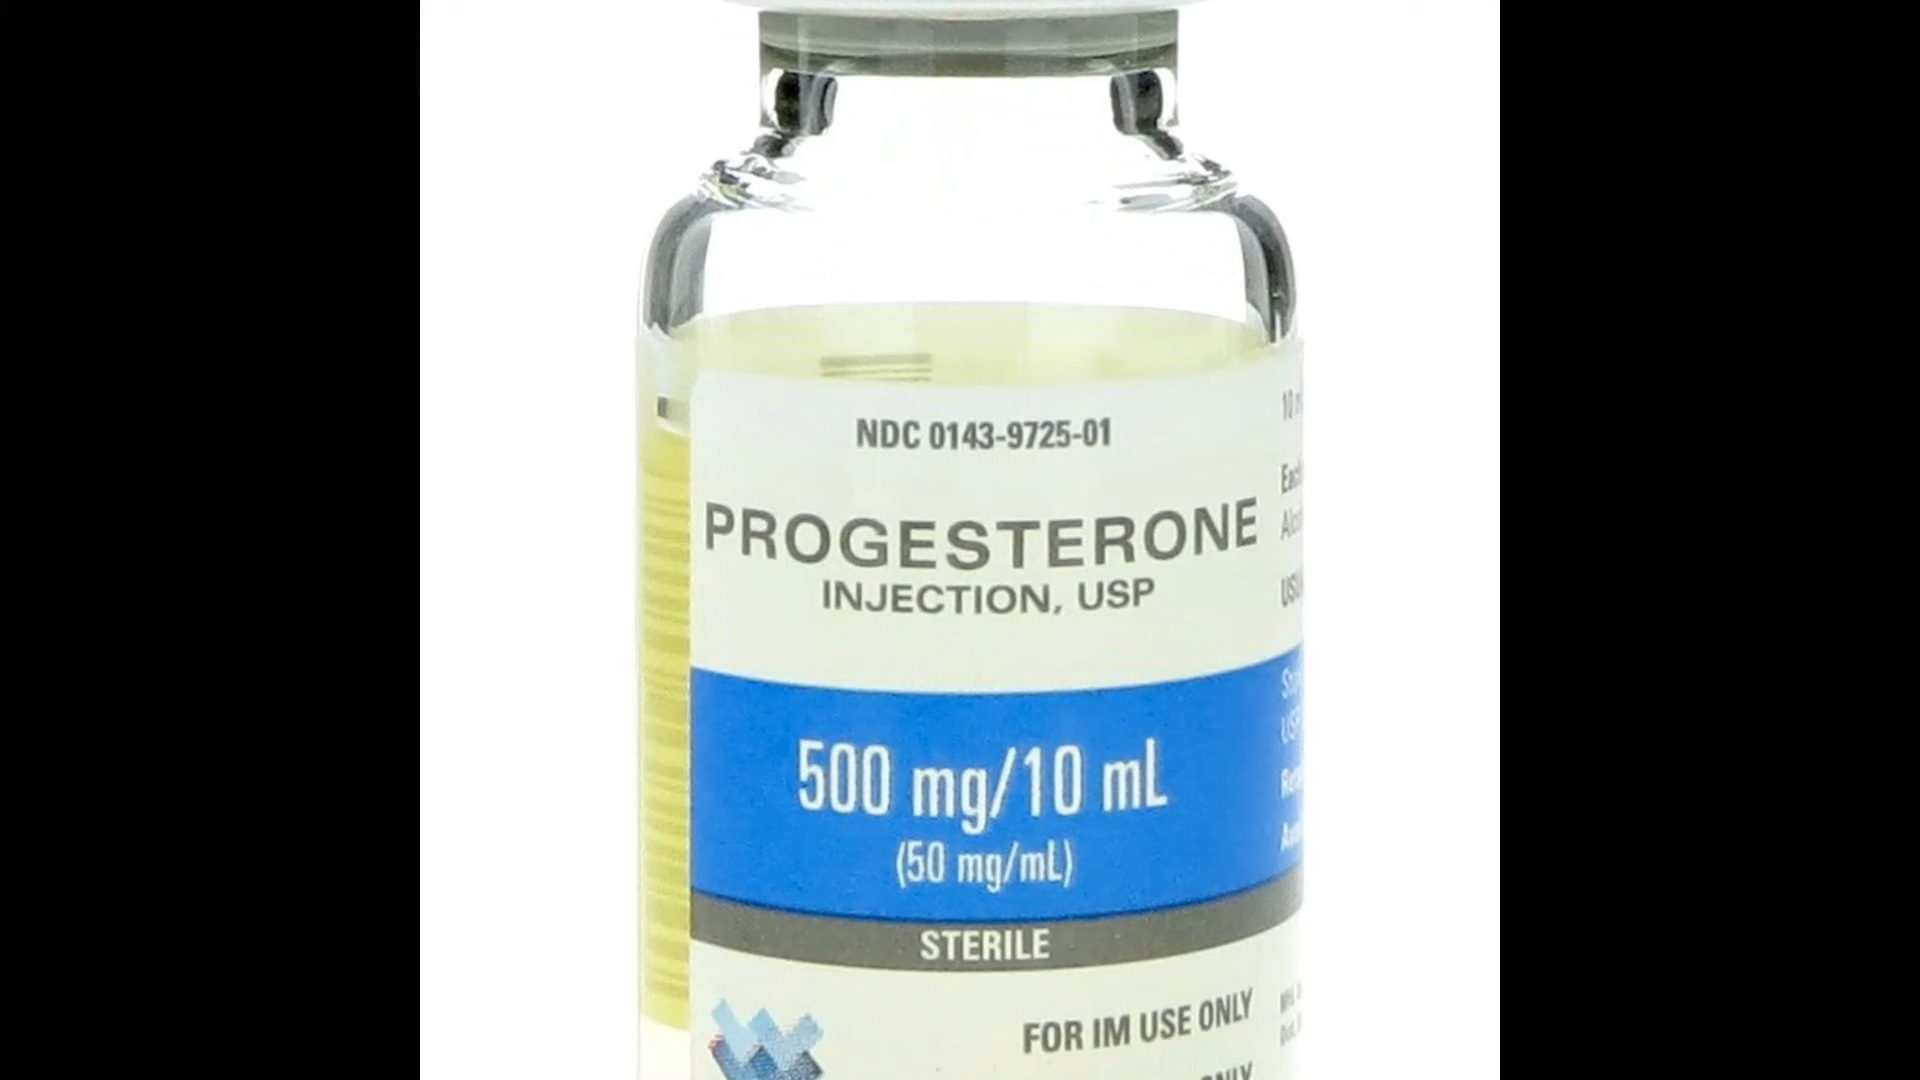 NDC 0143-9725-01
PROGESTERONE
INJECTION, USP
500 mg/10 mL
(50 mg/mL)
STERILE
FOR IM USE ONLY
ONLY